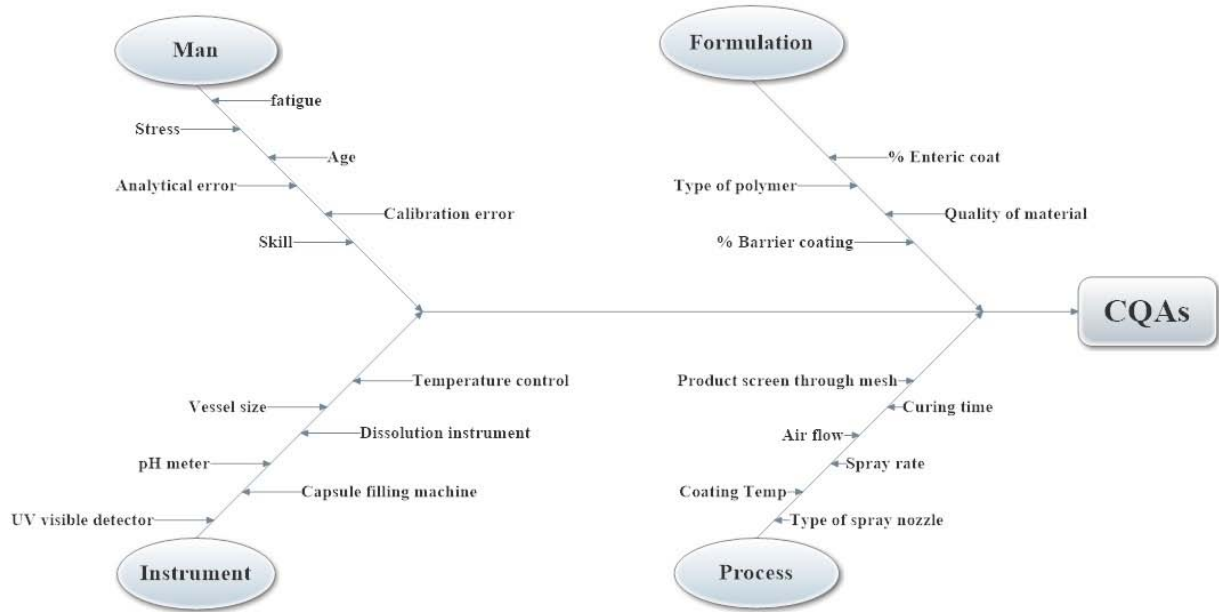 Man
Formulation
fatigue
Stress
Age
Analytical error
Calibration error
Skill
% Enteric coat
Type of polymer
Quality of material
% Barrier coating
CQAs
Temperature control
Vessel size
Dissolution instrument
pH meter
Capsule filling machine
UV visible detector
Instrument
Product screen through mesh
Curing time
Air flow
Spray rate
Coating Temp
Type of spray nozzle
Process